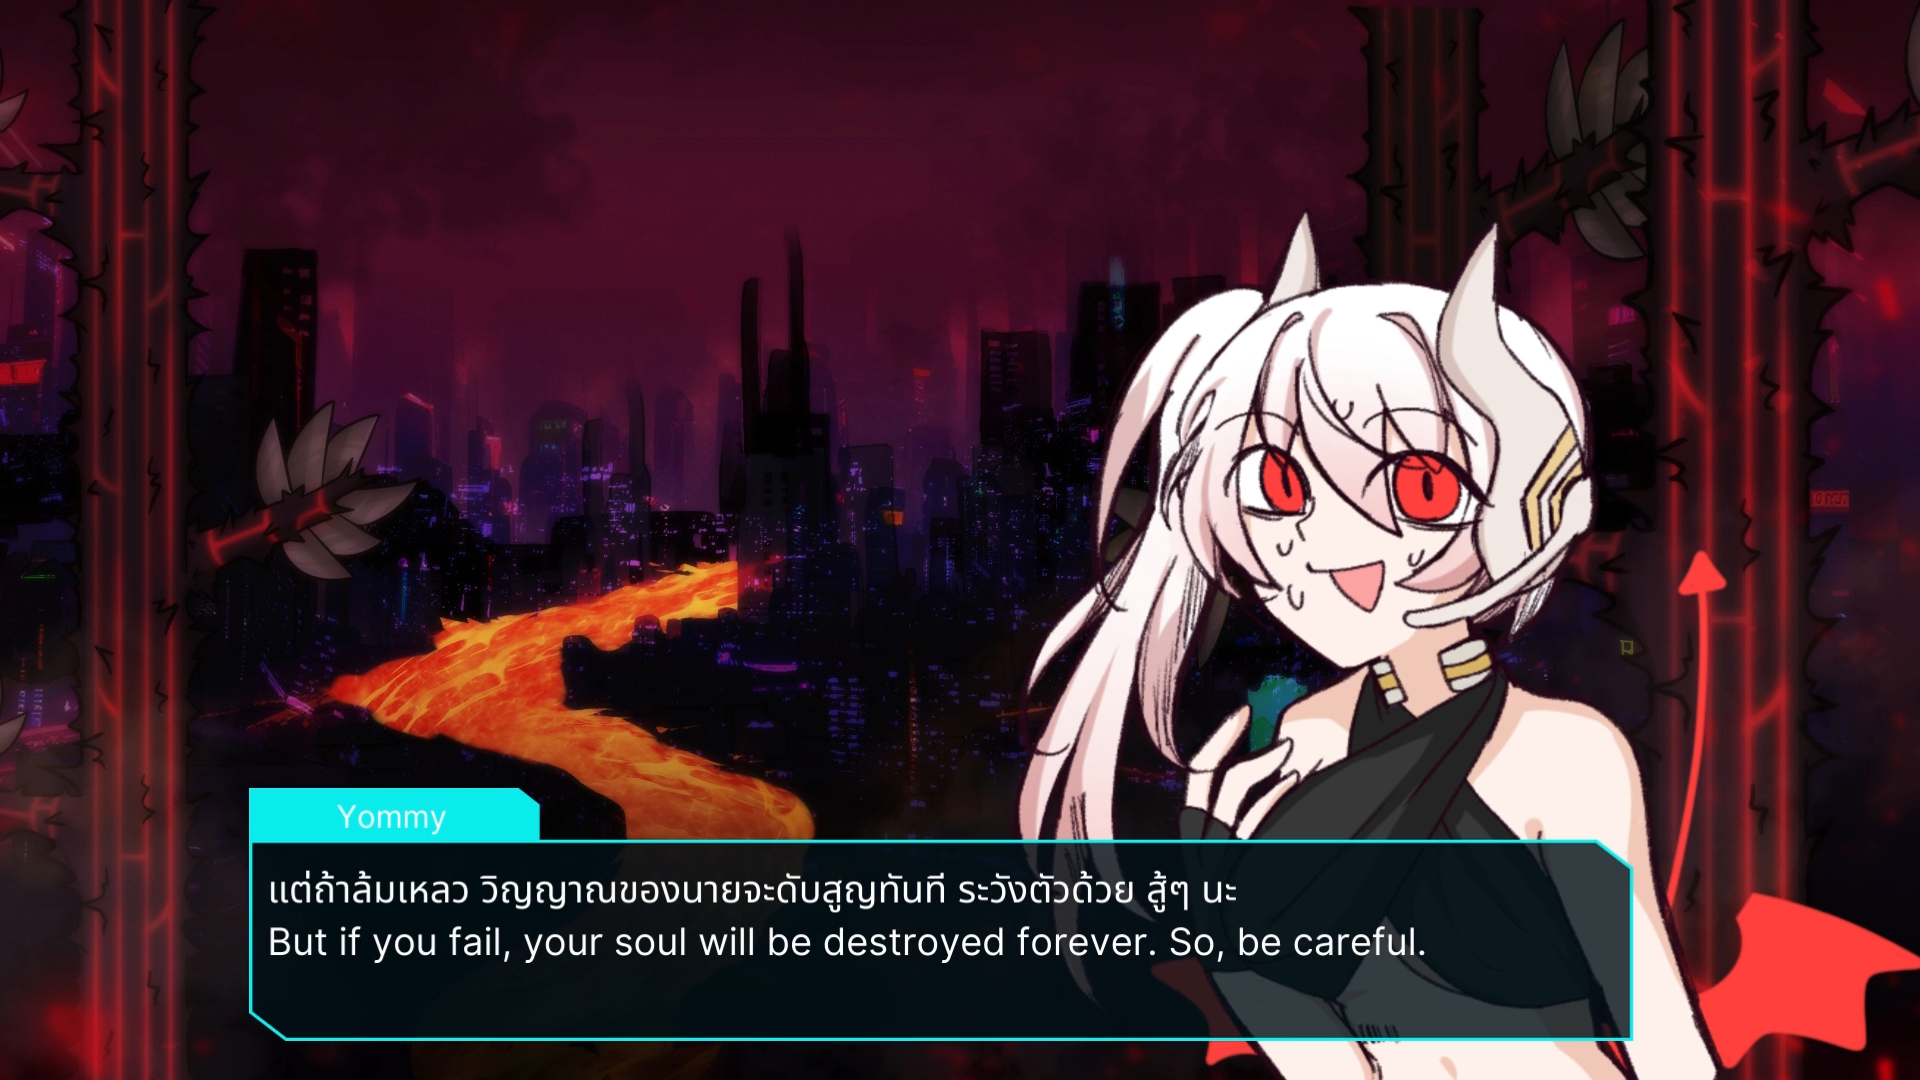 Yommy
แต่ถ้าล้มเหลว วิญญาณของนายจะดับสูญทันที ระวังตัวด้วย สู้ๆ นะ
But if you fail, your soul will be destroyed forever. So, be careful.